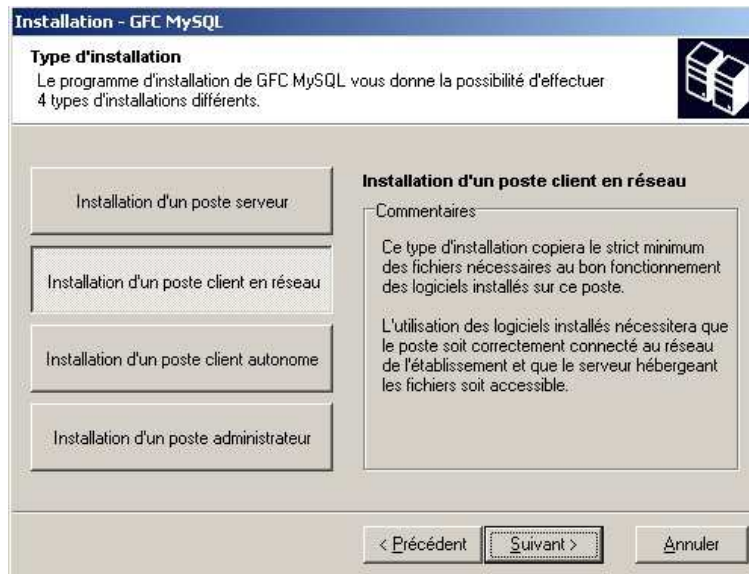 Installation - GFC MySQL
Type d'installation
Le programme d'installation de GFC MySQL vous donne la possibilité d'effectuer
4 types d'installations différents.
Installation d'un poste serveur
Installation d'un poste client en réseau
Installation d'un poste client autonome
Installation d'un poste administrateur
Installation d'un poste client en réseau
Commentaires
Ce type d'installation copiera le strict minimum
des fichiers nécessaires au bon fonctionnement
des logiciels installés sur ce poste.
L'utilisation des logiciels installés nécessitera que
le poste soit correctement connecté au réseau
de l'établissement et que le serveur hébergeant
les fichiers soit accessible.
< Précédent
Suivant >
Annuler